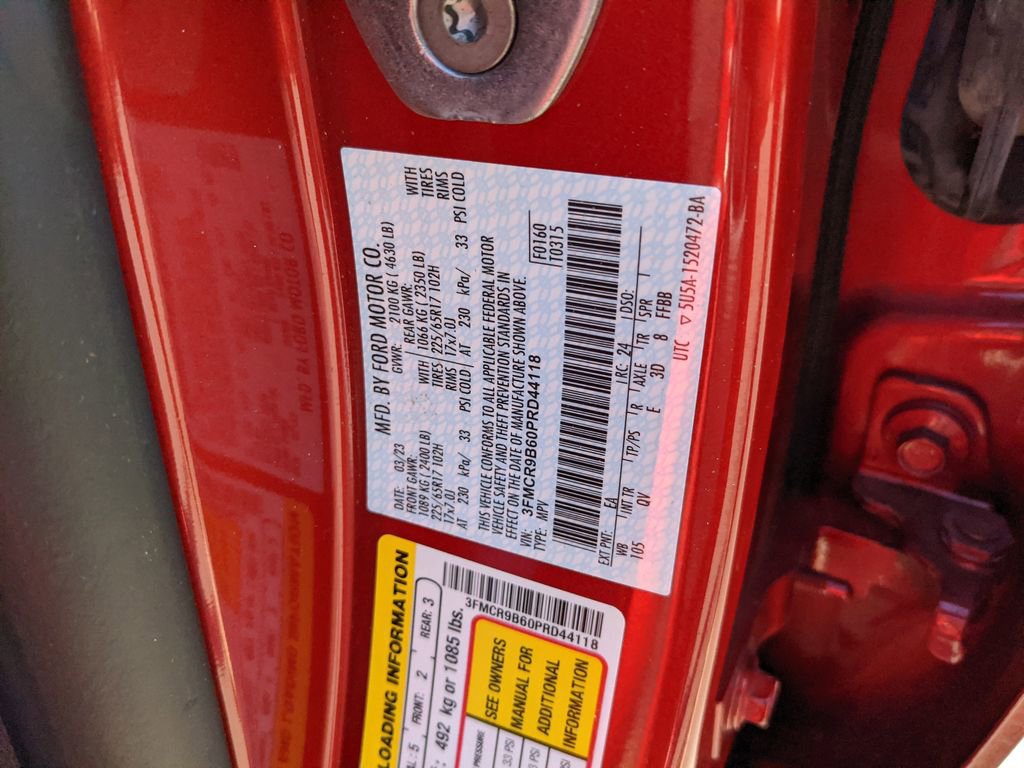 MFD. BY FORD MOTOR CO.
DATE: 03/23 GVWR: 2100 KG ( 4630 LB)
FRONT GAWR: REAR GAWR:
1099 KG ( 2400 LB) WITH 1066 KG ( 2350 LB) WITH
225/65R17 102H TIRES 225/65R17 102H TIRES
17x7.0J RIMS 17x7.0J RIMS
AT 230 kPa/ 33 PSI COLD AT 230 kPa/ 33 PSI COLD
THIS VEHICLE CONFORMS TO ALL APPLICABLE FEDERAL MOTOR
VEHICLE SAFETY AND THEFT PREVENTION STANDARDS IN
EFFECT ON THE DATE OF MANUFACTURE SHOWN ABOVE.
VIN: 3FMCR9B60PRD44118 F0160
TYPE: MPV T0315
EXT PNT: EA RC: 24 DSO:
WB INT TR TP/PS R AXLE TR SPR
105 QV E 3D 8 FFBB
UTC ▽ 5U5A-1520472-BA
LOADING INFORMATION
5 FRONT: 2 REAR: 3
492 kg or 1085 lbs.
3FMCR9B60PRD44118
PRESSURE
33 PSI
PSI
SEE OWNERS
MANUAL FOR
ADDITIONAL
INFORMATION